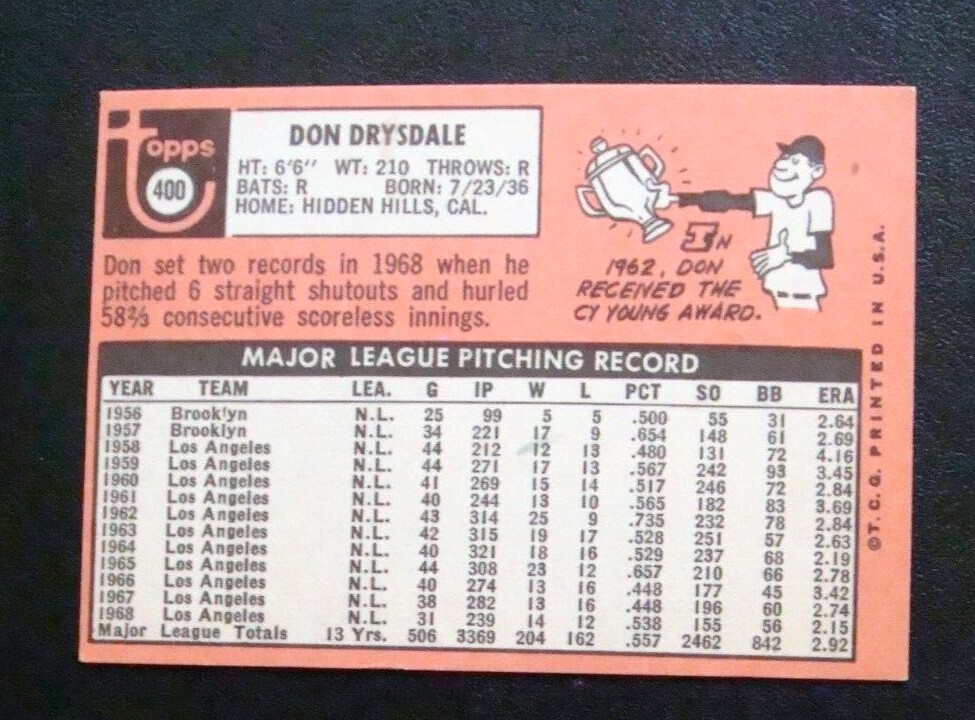 topps
400
DON DRYSDALE
HT: 6'6" WT: 210 THROWS: R
BATS: R BORN: 7/23/36
HOME: HIDDEN HILLS, CAL.
Don set two records in 1968 when he
pitched 6 straight shutouts and hurled
58⅔ consecutive scoreless innings.
IN
1962, DON
RECEIVED THE
CY YOUNG AWARD.
MAJOR LEAGUE PITCHING RECORD
YEAR TEAM LEA. G IP W L PCT SO BB ERA
1956 Brooklyn N.L. 25 99 5 5 .500 55 31 2.64
1957 Brooklyn N.L. 34 221 17 9 .654 148 61 2.69
1958 Los Angeles N.L. 44 212 12 13 .480 131 72 4.16
1959 Los Angeles N.L. 44 271 17 13 .567 242 93 3.45
1960 Los Angeles N.L. 41 269 15 14 .517 246 72 2.84
1961 Los Angeles N.L. 40 244 13 10 .565 182 83 3.69
1962 Los Angeles N.L. 43 314 25 9 .735 232 78 2.84
1963 Los Angeles N.L. 42 315 19 17 .528 251 57 2.63
1964 Los Angeles N.L. 40 321 18 16 .529 237 68 2.19
1965 Los Angeles N.L. 44 308 23 12 .657 210 66 2.78
1966 Los Angeles N.L. 40 274 13 16 .448 177 45 3.42
1967 Los Angeles N.L. 38 282 13 16 .448 196 60 2.74
1968 Los Angeles N.L. 31 239 14 12 .538 155 56 2.15
Major League Totals 13 Yrs. 506 3369 204 162 .557 2462 842 2.92
©T.C.G. PRINTED IN U.S.A.